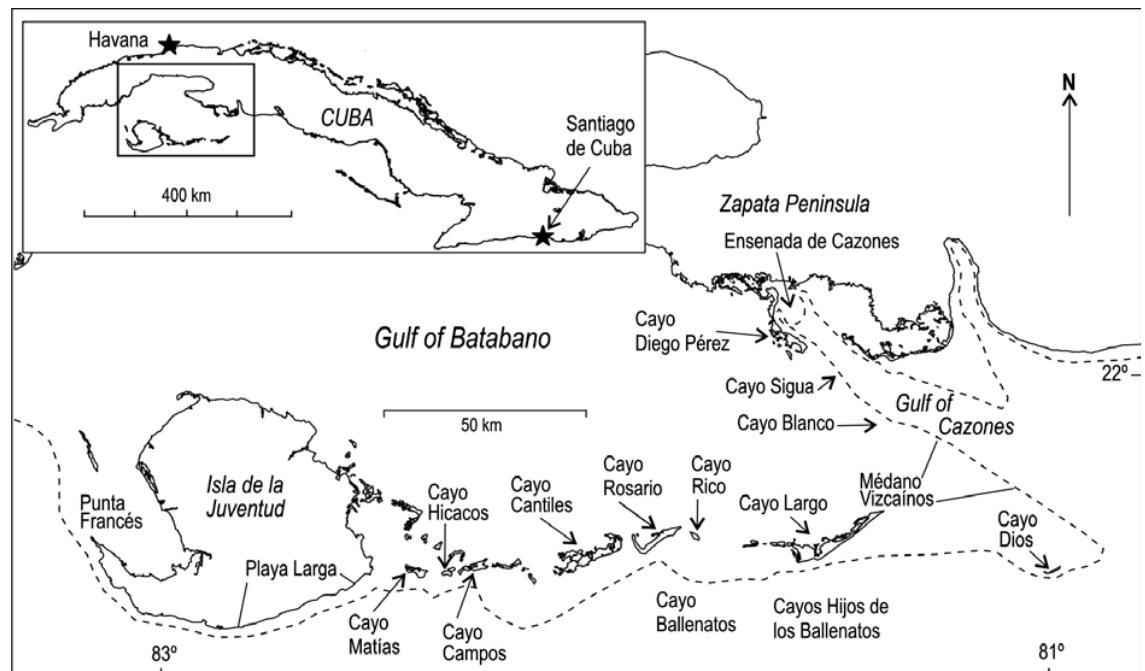 Havana
CUBA
Santiago
de Cuba
400 km
N
Zapata Peninsula
Ensenada de Cazones
Cayo
Diego Pérez
Gulf of Batabano
22º
Cayo Sigua
Gulf of
Cazones
Cayo Blanco
50 km
Punta
Francés
Isla de la
Juventud
Cayo
Hicacos
Cayo
Cantiles
Cayo
Rosario
Cayo
Rico
Cayo Largo
Médano
Vizcaínos
Cayo
Dios
Playa Larga
Cayo
Matías
Cayo
Campos
Cayo
Ballenatos
Cayos Hijos de
los Ballenatos
83º
81º